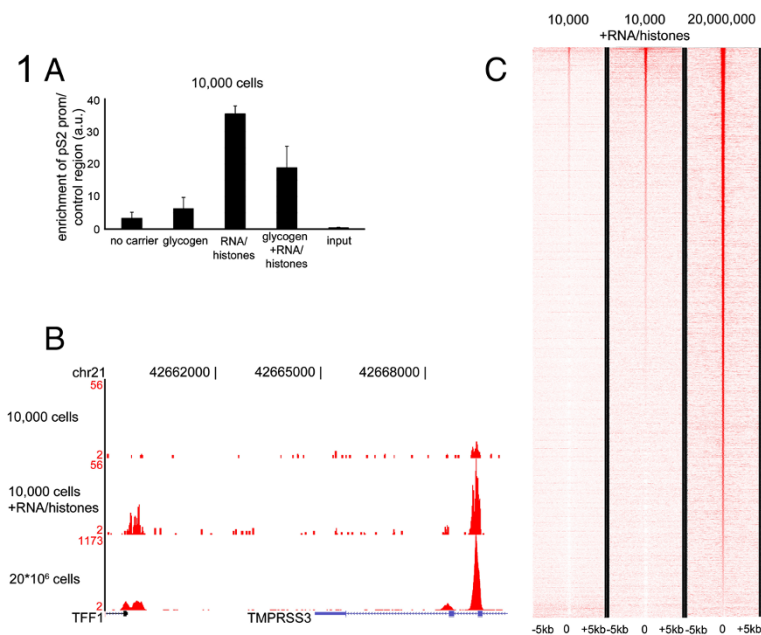 1 A
10,000 cells
enrichment of pS2 prom/
control region (a.u.)
40
30
20
10
0
no carrier
glycogen
RNA/
histones
glycogen
+RNA/
histones
input
B
chr21
42662000
42665000
42668000
56
10,000 cells
2
56
10,000 cells
+RNA/histones
2
1173
20*10⁶ cells
2
TFF1
TMPRSS3
C
10,000
10,000
20,000,000
+RNA/histones
-5kb 0 +5kb -5kb 0 +5kb -5kb 0 +5kb